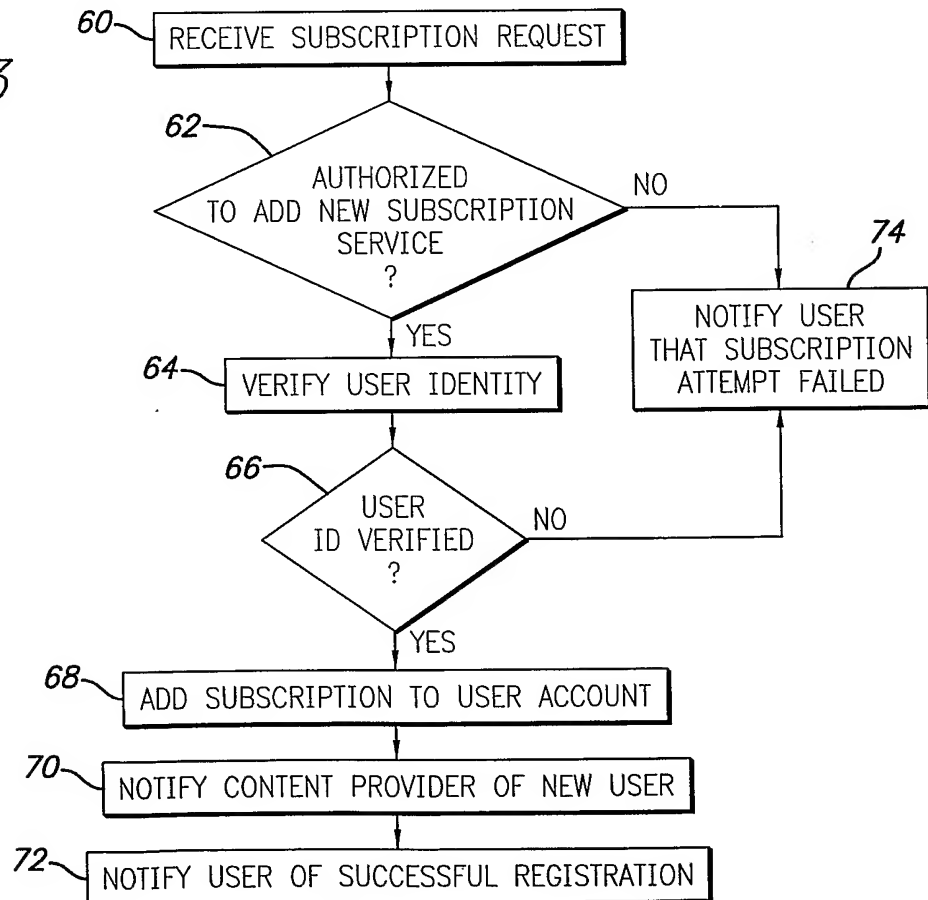 60
RECEIVE SUBSCRIPTION REQUEST
3
62
AUTHORIZED
TO ADD NEW SUBSCRIPTION
SERVICE
?
NO
YES
74
NOTIFY USER
THAT SUBSCRIPTION
ATTEMPT FAILED
64
VERIFY USER IDENTITY
66
USER
ID VERIFIED
?
NO
YES
68
ADD SUBSCRIPTION TO USER ACCOUNT
70
NOTIFY CONTENT PROVIDER OF NEW USER
72
NOTIFY USER OF SUCCESSFUL REGISTRATION